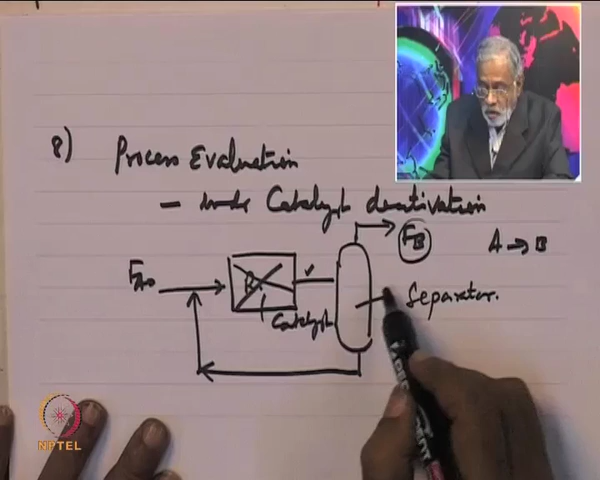 8) Process Evaluation
- under Catalyst deactivation
FB A → B
FA0 R
Catalyst Separator.
NPTEL